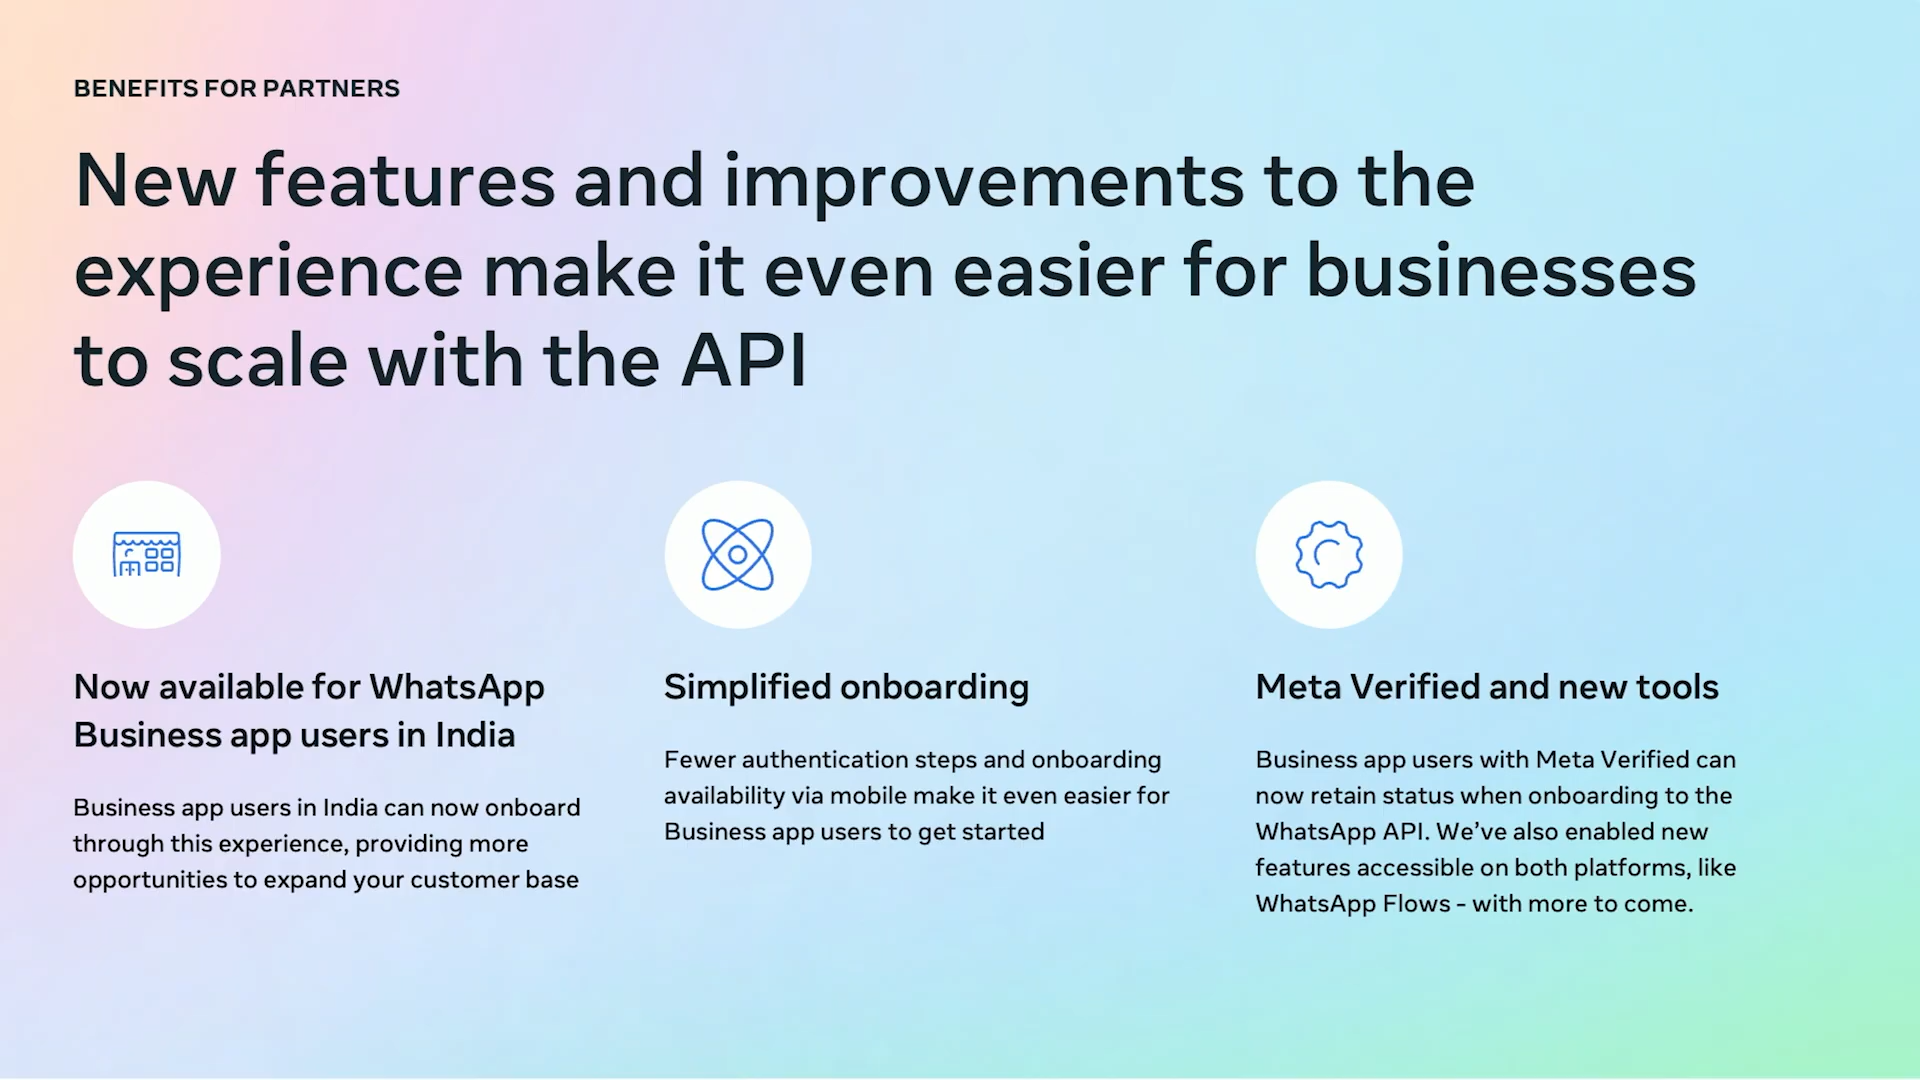 BENEFITS FOR PARTNERS
New features and improvements to the
experience make it even easier for businesses
to scale with the API
Now available for WhatsApp
Business app users in India
Business app users in India can now onboard
through this experience, providing more
opportunities to expand your customer base
Simplified onboarding
Fewer authentication steps and onboarding
availability via mobile make it even easier for
Business app users to get started
Meta Verified and new tools
Business app users with Meta Verified can
now retain status when onboarding to the
WhatsApp API. We’ve also enabled new
features accessible on both platforms, like
WhatsApp Flows - with more to come.